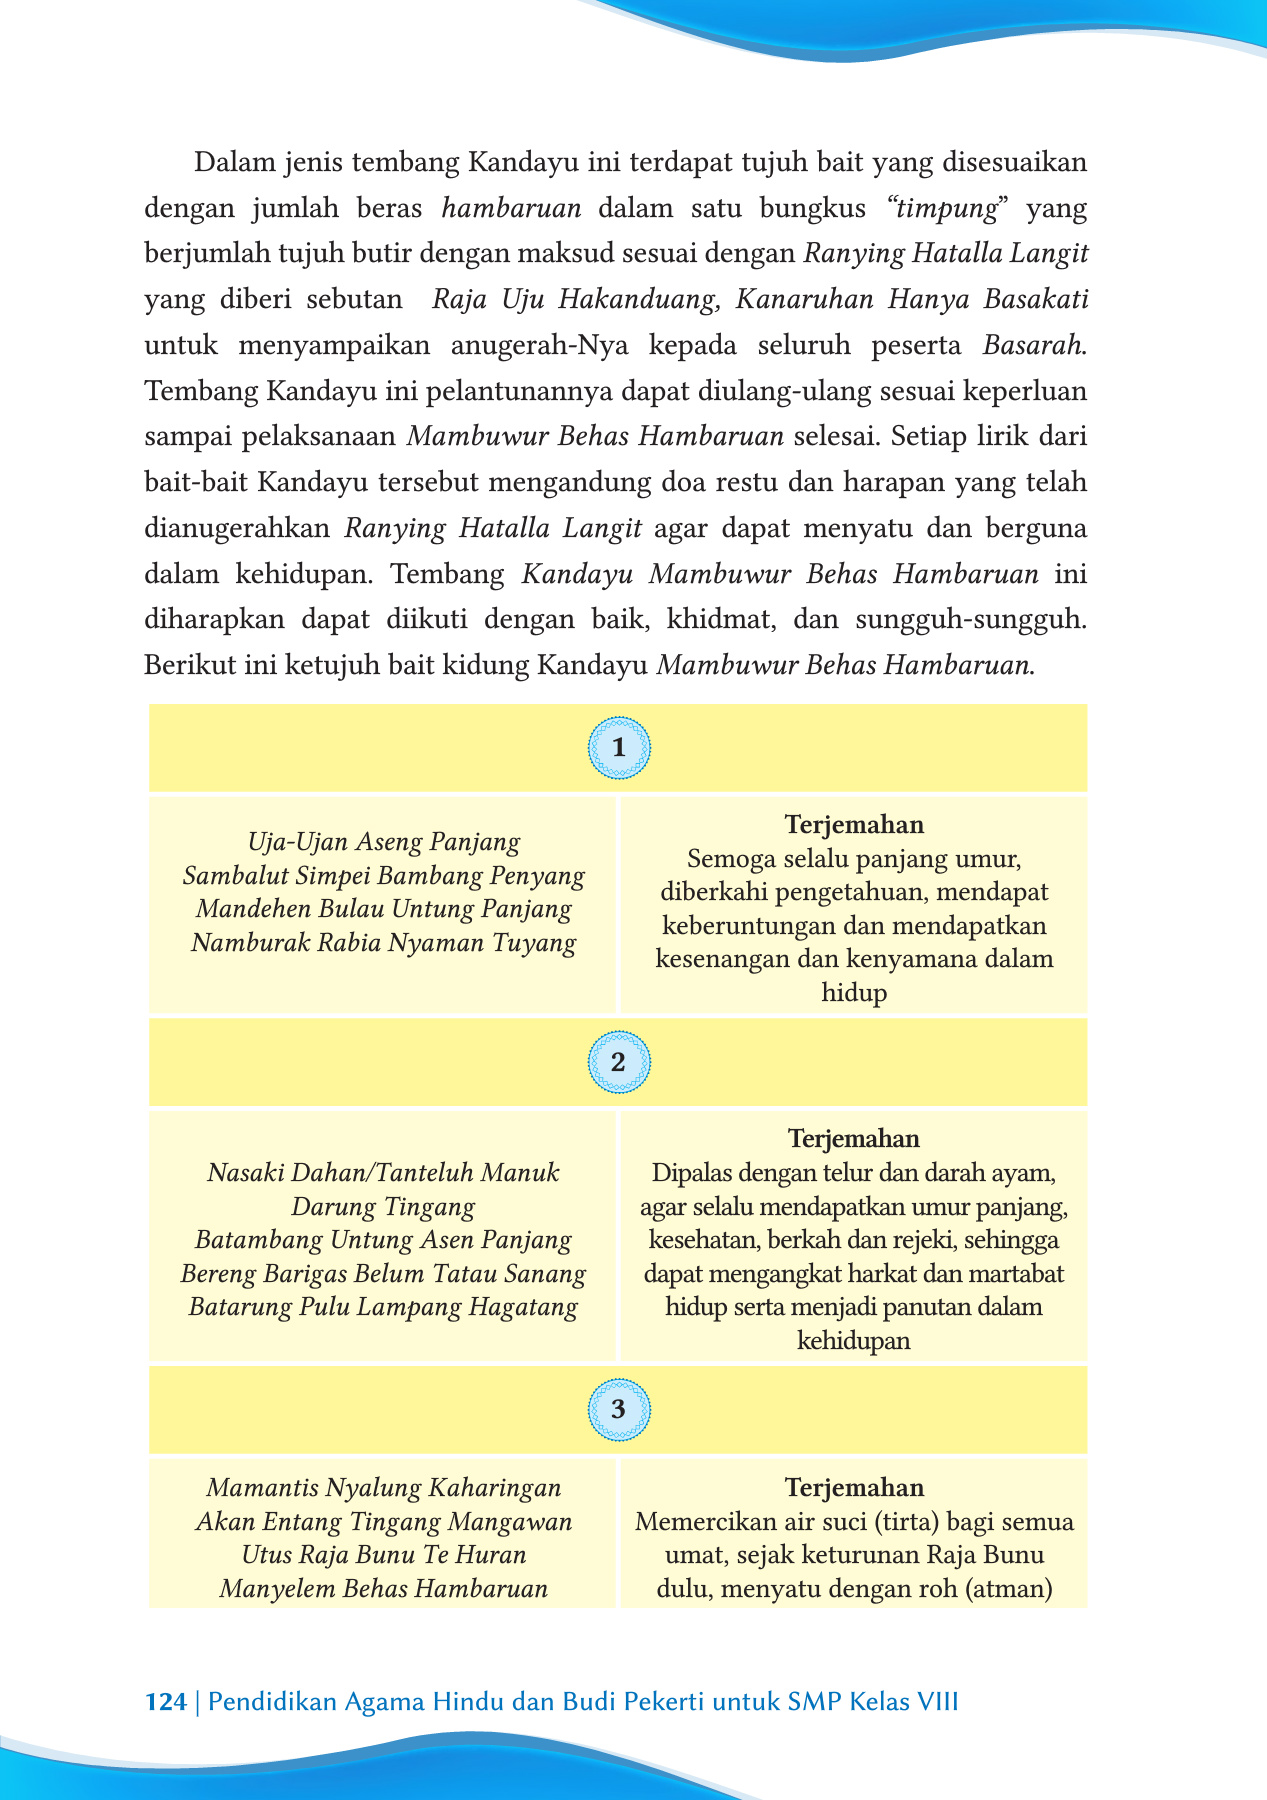 Dalam jenis tembang Kandayu ini terdapat tujuh bait yang disesuaikan
dengan jumlah beras hambaruan dalam satu bungkus “timpung” yang
berjumlah tujuh butir dengan maksud sesuai dengan Ranying Hatalla Langit
yang diberi sebutan Raja Uju Hakanduang, Kanaruhan Hanya Basakati
untuk menyampaikan anugerah-Nya kepada seluruh peserta Basarah.
Tembang Kandayu ini pelantunannya dapat diulang-ulang sesuai keperluan
sampai pelaksanaan Mambuwur Behas Hambaruan selesai. Setiap lirik dari
bait-bait Kandayu tersebut mengandung doa restu dan harapan yang telah
dianugerahkan Ranying Hatalla Langit agar dapat menyatu dan berguna
dalam kehidupan. Tembang Kandayu Mambuwur Behas Hambaruan ini
diharapkan dapat diikuti dengan baik, khidmat, dan sungguh-sungguh.
Berikut ini ketujuh bait kidung Kandayu Mambuwur Behas Hambaruan.
1
Uja-Ujan Aseng Panjang
Sambalut Simpei Bambang Penyang
Mandehen Bulau Untung Panjang
Namburak Rabia Nyaman Tuyang
Terjemahan
Semoga selalu panjang umur,
diberkahi pengetahuan, mendapat
keberuntungan dan mendapatkan
kesenangan dan kenyamana dalam
hidup
2
Nasaki Dahan/Tanteluh Manuk
Darung Tingang
Batambang Untung Asen Panjang
Bereng Barigas Belum Tatau Sanang
Batarung Pulu Lampang Hagatang
Terjemahan
Dipalas dengan telur dan darah ayam,
agar selalu mendapatkan umur panjang,
kesehatan, berkah dan rejeki, sehingga
dapat mengangkat harkat dan martabat
hidup serta menjadi panutan dalam
kehidupan
3
Mamantis Nyalung Kaharingan
Akan Entang Tingang Mangawan
Utus Raja Bunu Te Huran
Manyelem Behas Hambaruan
Terjemahan
Memercikan air suci (tirta) bagi semua
umat, sejak keturunan Raja Bunu
dulu, menyatu dengan roh (atman)
124 | Pendidikan Agama Hindu dan Budi Pekerti untuk SMP Kelas VIII